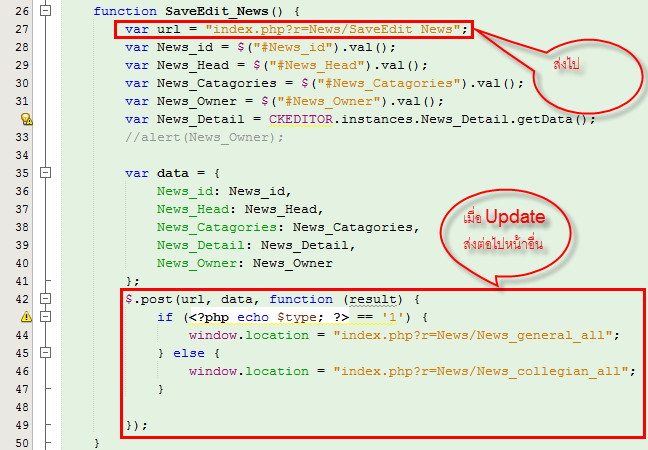 26 function SaveEdit_News() {
27 var url = "index.php?r=News/SaveEdit_News";
28 var News_id = $("#News_id").val();
29 var News_Head = $("#News_Head").val();
30 var News_Catagories = $("#News_Catagories").val();
31 var News_Owner = $("#News_Owner").val();
var News_Detail = CKEDITOR.instances.News_Detail.getData();
33 //alert(News_Owner);
34
35 var data = {
36 News_id: News_id,
37 News_Head: News_Head,
38 News_Catagories: News_Catagories,
39 News_Detail: News_Detail,
40 News_Owner: News_Owner
41 };
42 $.post(url, data, function (result) {
if (<?php echo $type; ?> == '1') {
44 window.location = "index.php?r=News/News_general_all";
45 } else {
46 window.location = "index.php?r=News/News_collegian_all";
47 }
48
49 });
50 }
ส่งไป
เมื่อ Update
ส่งต่อไปหน้าอื่น